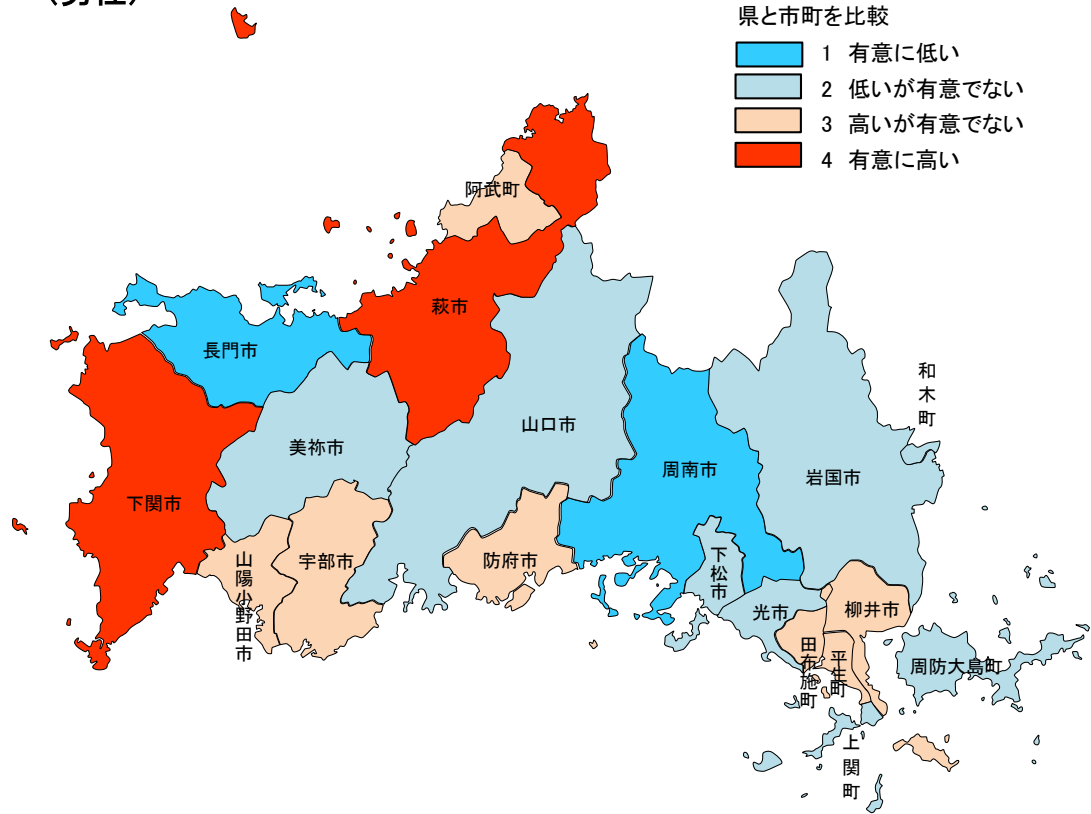 県と市町を比較
1 有意に低い
2 低いが有意でない
3 高いが有意でない
4 有意に高い
阿武町
萩市
長門市
和木町
山口市
美祢市
周南市
岩国市
下関市
防府市
宇部市
山陽小野田市
下松市
光市
柳井市
田布施町
平生町
周防大島町
上関町